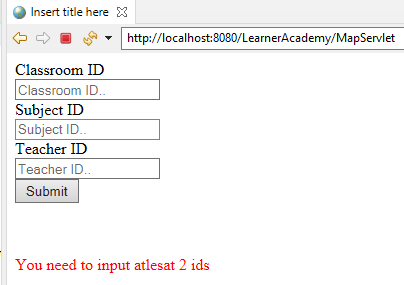 Insert title here
http://localhost:8080/LearnerAcademy/MapServlet
Classroom ID
Classroom ID..
Subject ID
Subject ID..
Teacher ID
Teacher ID..
Submit
You need to input atlesat 2 ids